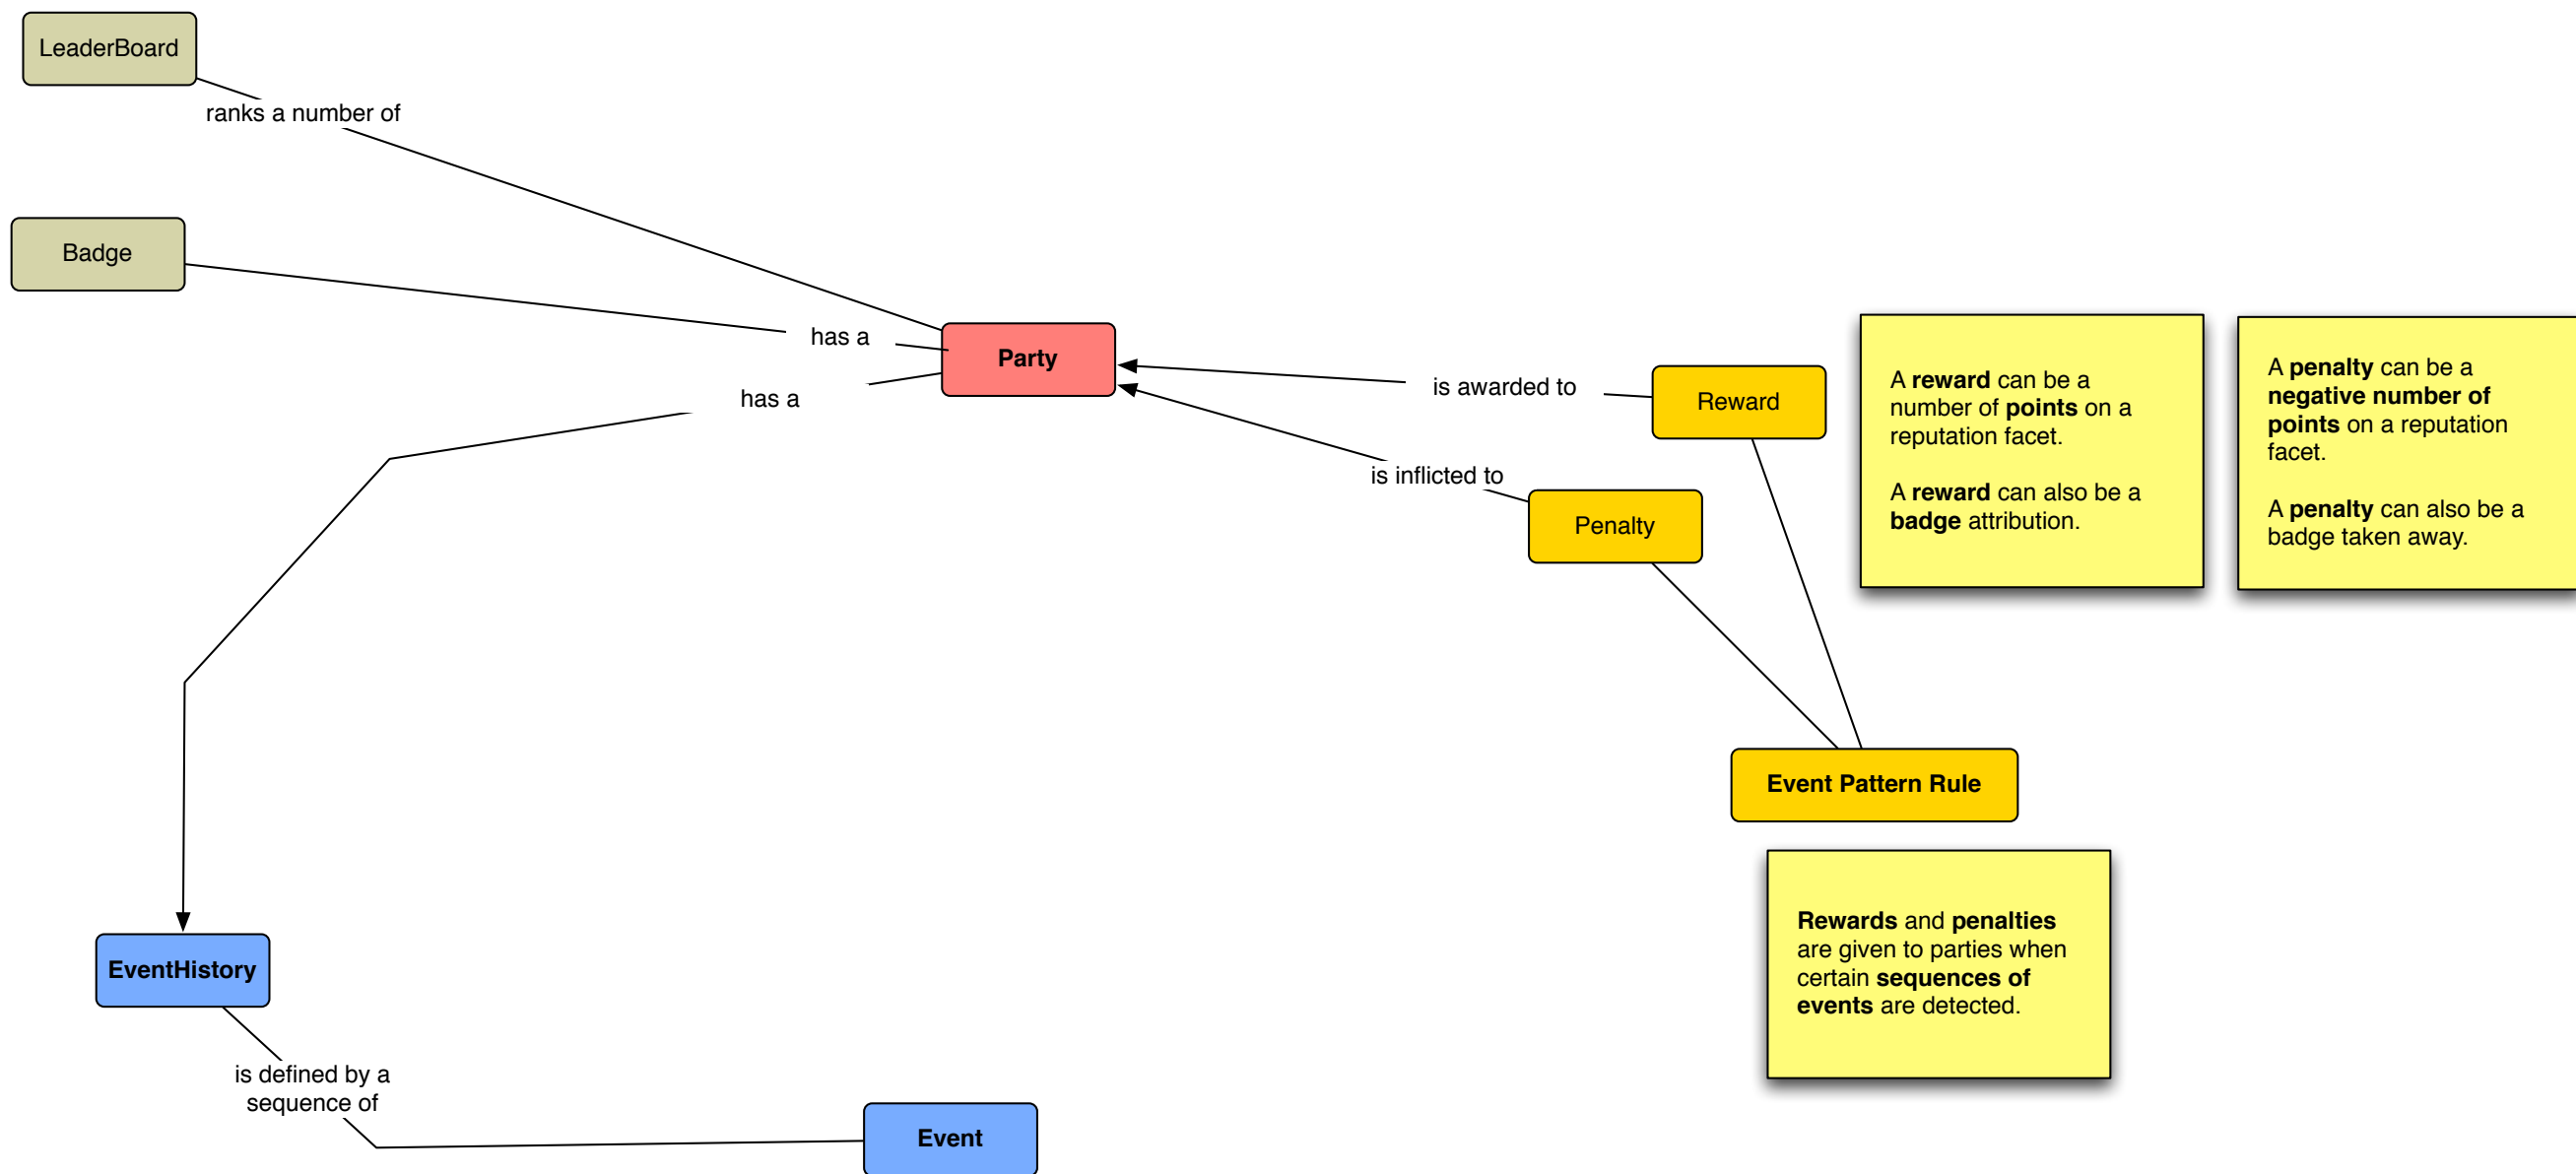 LeaderBoard
ranks a number of
Badge
has a
Party
has a
is awarded to
Reward
is inflicted to
Penalty
A reward can be a
number of points on a
reputation facet.
A reward can also be a
badge attribution.
A penalty can be a
negative number of
points on a reputation
facet.
A penalty can also be a
badge taken away.
Event Pattern Rule
Rewards and penalties
are given to parties when
certain sequences of
events are detected.
EventHistory
is defined by a
sequence of
Event